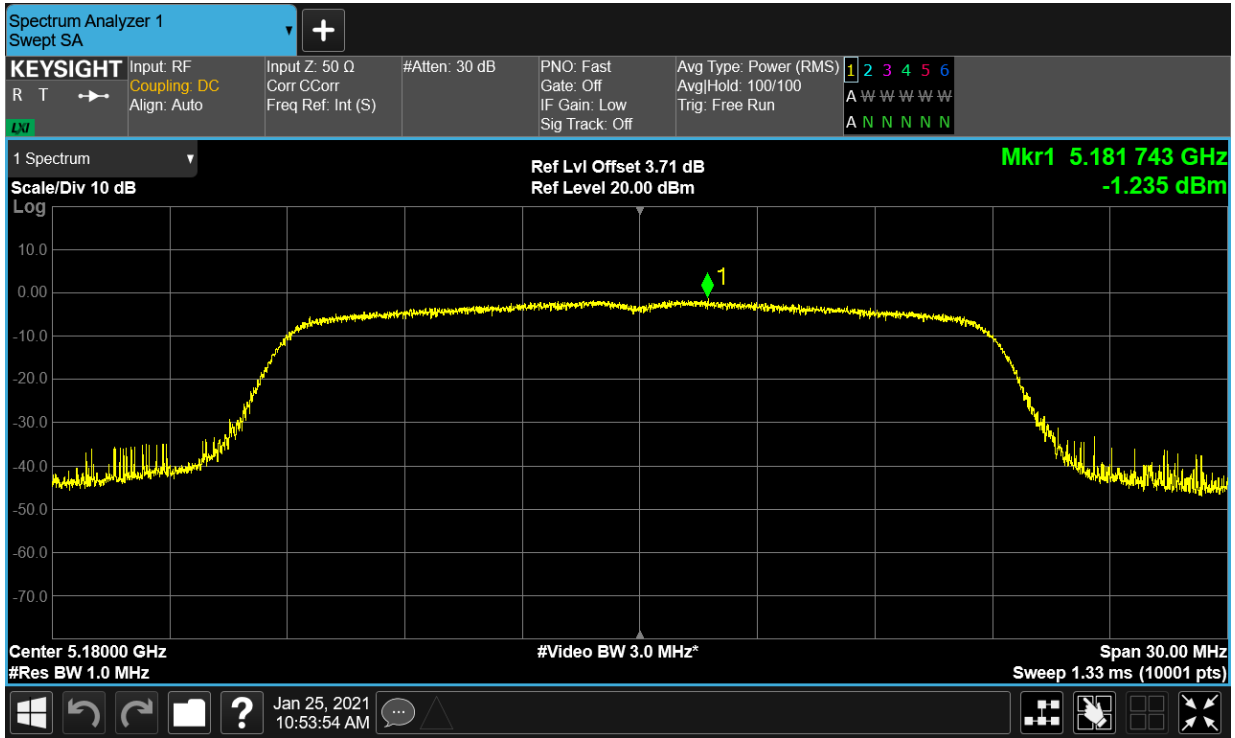 Spectrum Analyzer 1
Swept SA
KEYSIGHT
R T
LXI
Input: RF
Coupling: DC
Align: Auto
Input Z: 50 Ω
Corr CCorr
Freq Ref: Int (S)
#Atten: 30 dB
PNO: Fast
Gate: Off
IF Gain: Low
Sig Track: Off
Avg Type: Power (RMS)
Avg|Hold: 100/100
Trig: Free Run
1 2 3 4 5 6
A W W W W W
A N N N N N
1 Spectrum
Scale/Div 10 dB
Log
Ref Lvl Offset 3.71 dB
Ref Level 20.00 dBm
Mkr1 5.181 743 GHz
-1.235 dBm
1
10.0
0.00
-10.0
-20.0
-30.0
-40.0
-50.0
-60.0
-70.0
Center 5.18000 GHz
#Res BW 1.0 MHz
#Video BW 3.0 MHz*
Span 30.00 MHz
Sweep 1.33 ms (10001 pts)
?
Jan 25, 2021
10:53:54 AM